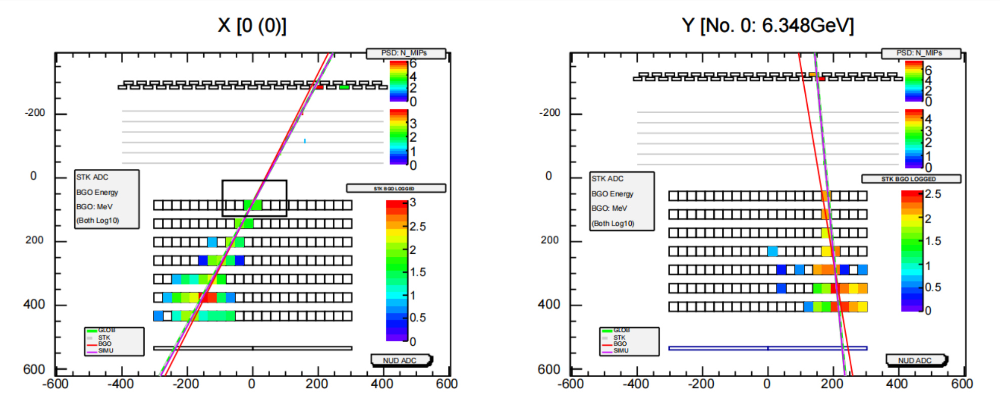 X [0 (0)]
PSD: N_MIPs
6
4
2
0
3
2
1
0
-200
0
200
400
600
STK ADC
BGO Energy
BGO: MeV
(Both Log10)
STK BGO LOGGED
3
2.5
2
1.5
1
0.5
0
GLOB
STK
BGO
SIMU
NUD ADC
-600
-400
-200
0
200
400
600
Y [No. 0: 6.348GeV]
PSD: N_MIPs
6
4
2
0
4
3
2
1
0
-200
0
200
400
600
STK ADC
BGO Energy
BGO: MeV
(Both Log10)
STK BGO LOGGED
2.5
2
1.5
1
0.5
0
GLOB
STK
BGO
SIMU
NUD ADC
-600
-400
-200
0
200
400
600